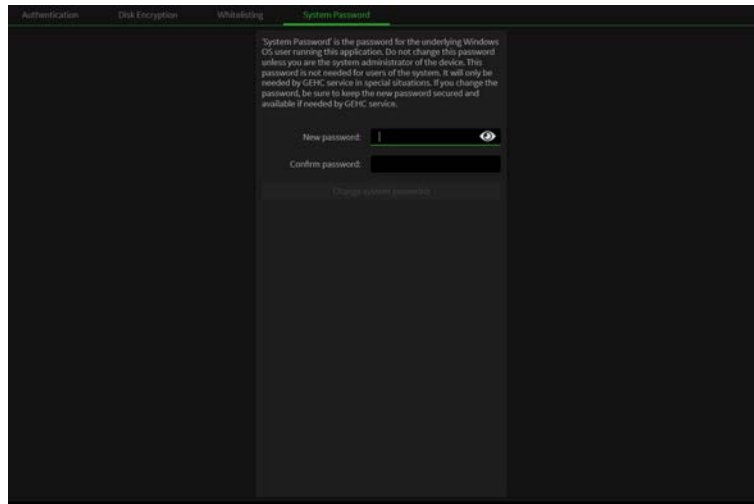 Authentication Disk Encryption Whitelisting System Password
'System Password' is the password for the underlying Windows
OS user running this application. Do not change this password
unless you are the system administrator of the device. This
password is not needed for users of the system. It will only be
needed by GEHC service in special situations. If you change the
password, be sure to keep the new password secured and
available if needed by GEHC service.
New password:
Confirm password:
Change system password